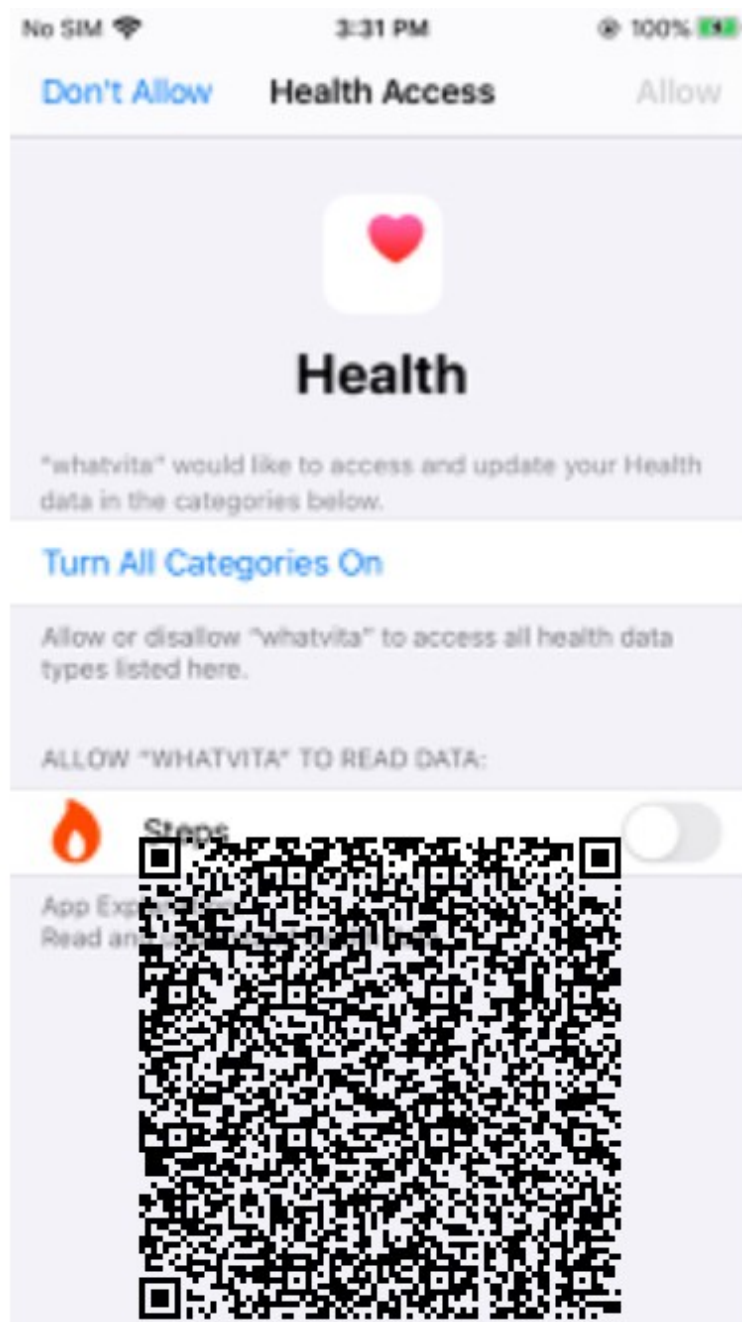 No SIM
3:31 PM
100%
Don't Allow
Health Access
Allow
Health
"whatvita" would like to access and update your Health
data in the categories below.
Turn All Categories On
Allow or disallow "whatvita" to access all health data
types listed here.
ALLOW "WHATVITA" TO READ DATA:
Steps
App
Read and